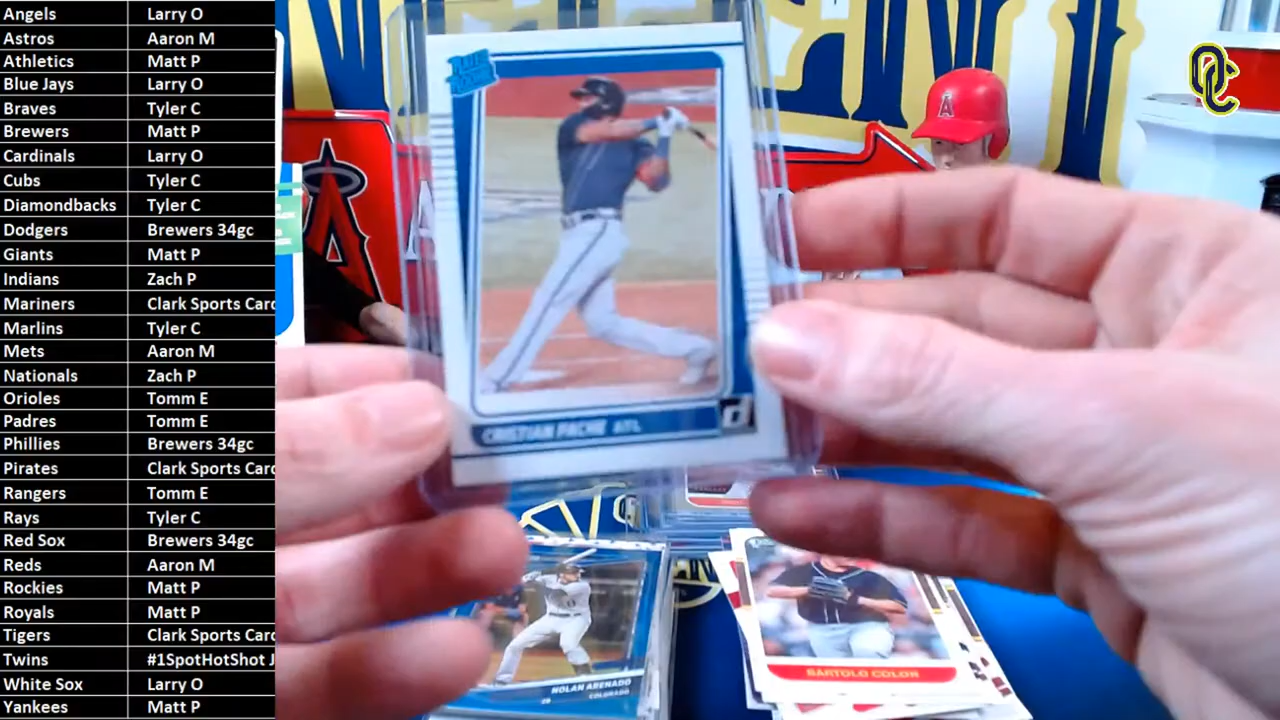 Angels Larry O
Astros Aaron M
Athletics Matt P
Blue Jays Larry O
Braves Tyler C
Brewers Matt P
Cardinals Larry O
Cubs Tyler C
Diamondbacks Tyler C
Dodgers Brewers 34gc
Giants Matt P
Indians Zach P
Mariners Clark Sports Card
Marlins Tyler C
Mets Aaron M
Nationals Zach P
Orioles Tomm E
Padres Tomm E
Phillies Brewers 34gc
Pirates Clark Sports Card
Rangers Tomm E
Rays Tyler C
Red Sox Brewers 34gc
Reds Aaron M
Rockies Matt P
Royals Matt P
Tigers Clark Sports Card
Twins #1SpotHotShot J
White Sox Larry O
Yankees Matt P
OC
A
A
RATED
ROOKIE
CRISTIAN PACHE ATL
d
NOLAN ARENADO
COLORADO
BARTOLO COLON